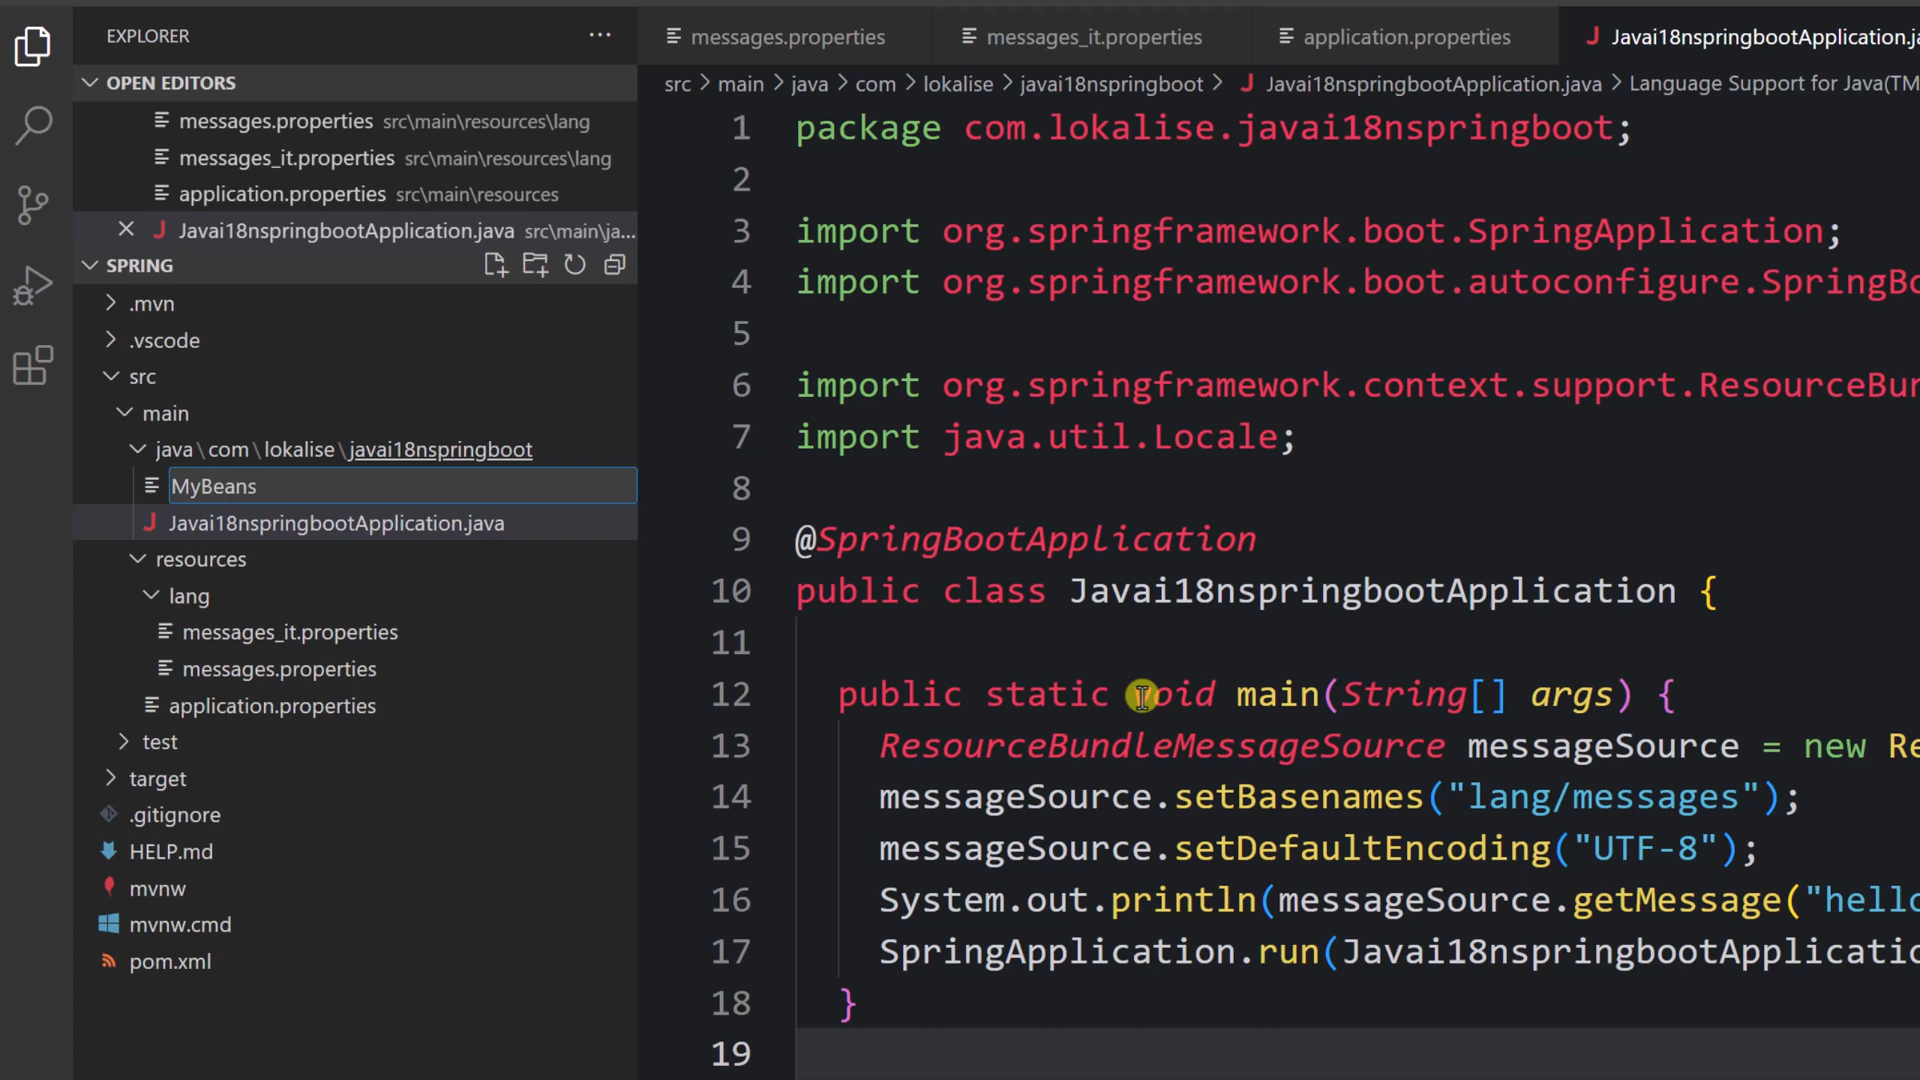 EXPLORER
OPEN EDITORS
messages.properties src\main\resources\lang
messages_it.properties src\main\resources\lang
application.properties src\main\resources
Javai18nspringbootApplication.java src\main\ja...
SPRING
.mvn
.vscode
src
main
java\com\lokalise\javai18nspringboot
MyBeans
Javai18nspringbootApplication.java
resources
lang
messages_it.properties
messages.properties
application.properties
test
target
.gitignore
HELP.md
mvnw
mvnw.cmd
pom.xml
messages.properties messages_it.properties application.properties Javai18nspringbootApplication.ja
src > main > java > com > lokalise > javai18nspringboot > Javai18nspringbootApplication.java > Language Support for Java(TM
1 package com.lokalise.javai18nspringboot;
2
3 import org.springframework.boot.SpringApplication;
4 import org.springframework.boot.autoconfigure.SpringBo
5
6 import org.springframework.context.support.ResourceBun
7 import java.util.Locale;
8
9 @SpringBootApplication
10 public class Javai18nspringbootApplication {
11
12 public static void main(String[] args) {
13 ResourceBundleMessageSource messageSource = new Re
14 messageSource.setBasenames("lang/messages");
15 messageSource.setDefaultEncoding("UTF-8");
16 System.out.println(messageSource.getMessage("hello
17 SpringApplication.run(Javai18nspringbootApplicatio
18 }
19